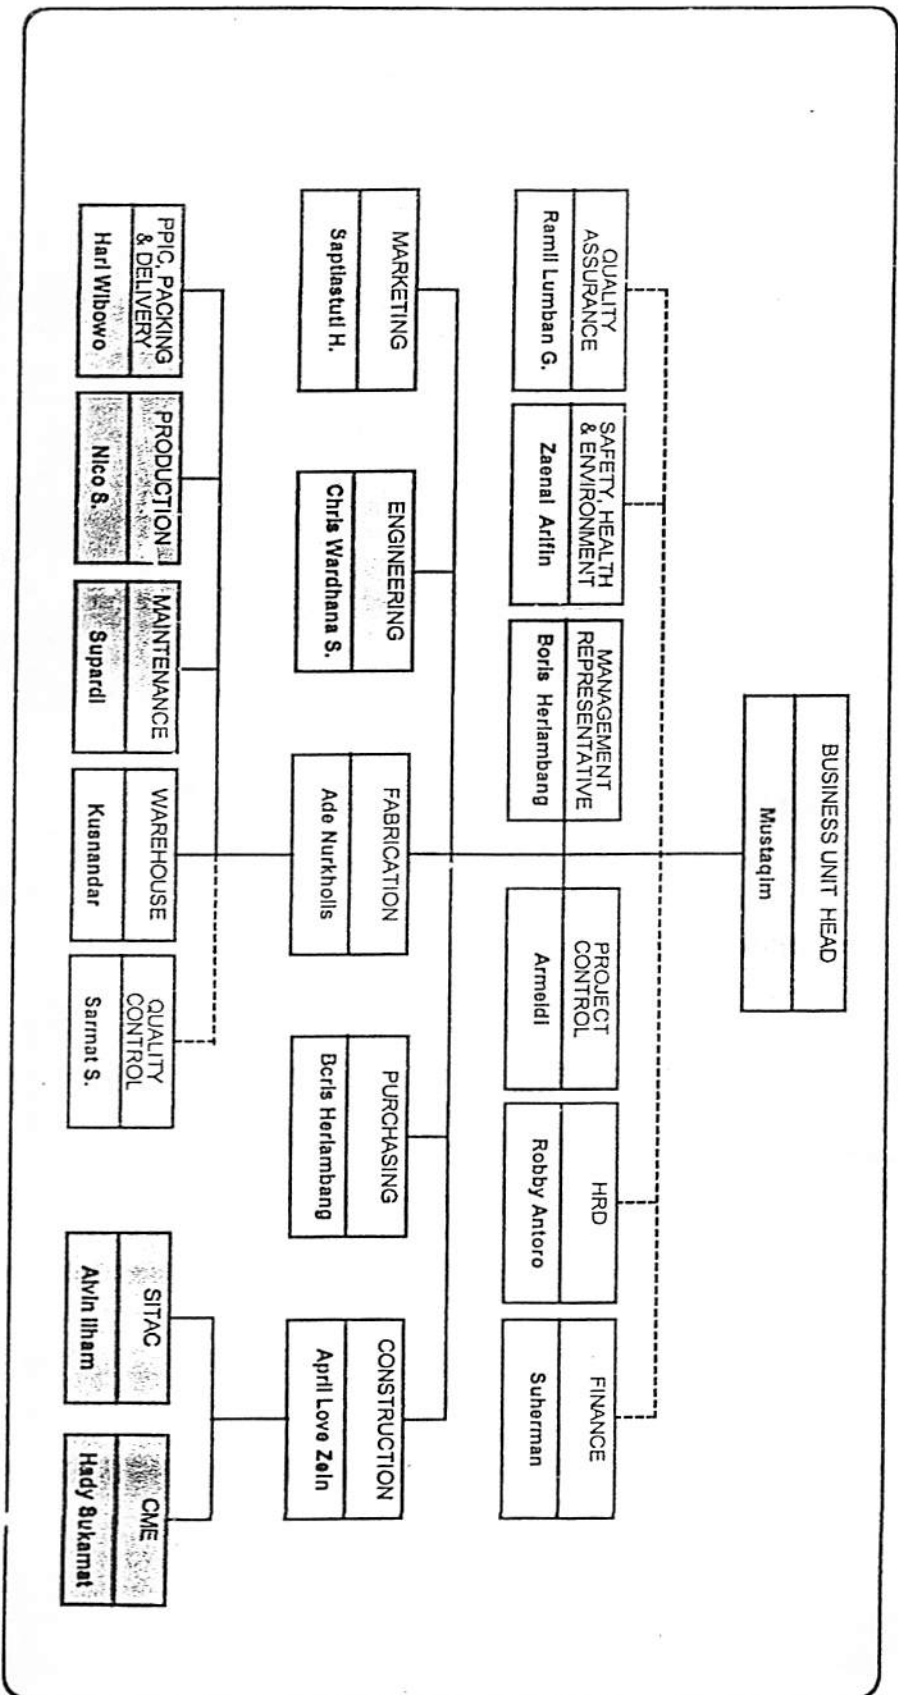 BUSINESS UNIT HEAD
Mustaqim
QUALITY
ASSURANCE
Ramli Lumban G.
SAFETY, HEALTH
& ENVIRONMENT
Zaenal Arifin
MANAGEMENT
REPRESENTATIVE
Boris Herlambang
PROJECT
CONTROL
Armeidi
HRD
Robby Antoro
FINANCE
Suherman
MARKETING
Saptiastuti H.
ENGINEERING
Chris Wardhana S.
FABRICATION
Ade Nurkholis
PURCHASING
Boris Herlambang
CONSTRUCTION
April Love Zein
PPIC, PACKING
& DELIVERY
Hari Wibowo
PRODUCTION
Nico S.
MAINTENANCE
Supardi
WAREHOUSE
Kusnandar
QUALITY
CONTROL
Sarmat S.
SITAC
Alvin Ilham
CME
Hady Sukamat